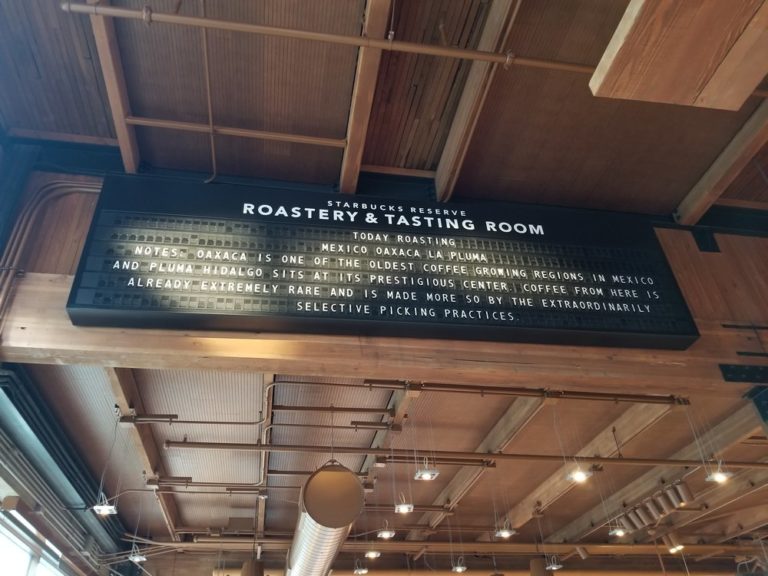 STARBUCKS RESERVE
ROASTERY & TASTING ROOM
TODAY ROASTING
MEXICO OAXACA LA PLUMA
NOTES. OAXACA IS ONE OF THE OLDEST COFFEE GROWING REGIONS IN MEXICO
AND PLUMA HIDALGO SITS AT ITS PRESTIGIOUS CENTER. COFFEE FROM HERE IS
ALREADY EXTREMELY RARE AND IS MADE MORE SO BY THE EXTRAORDINARILY
SELECTIVE PICKING PRACTICES.